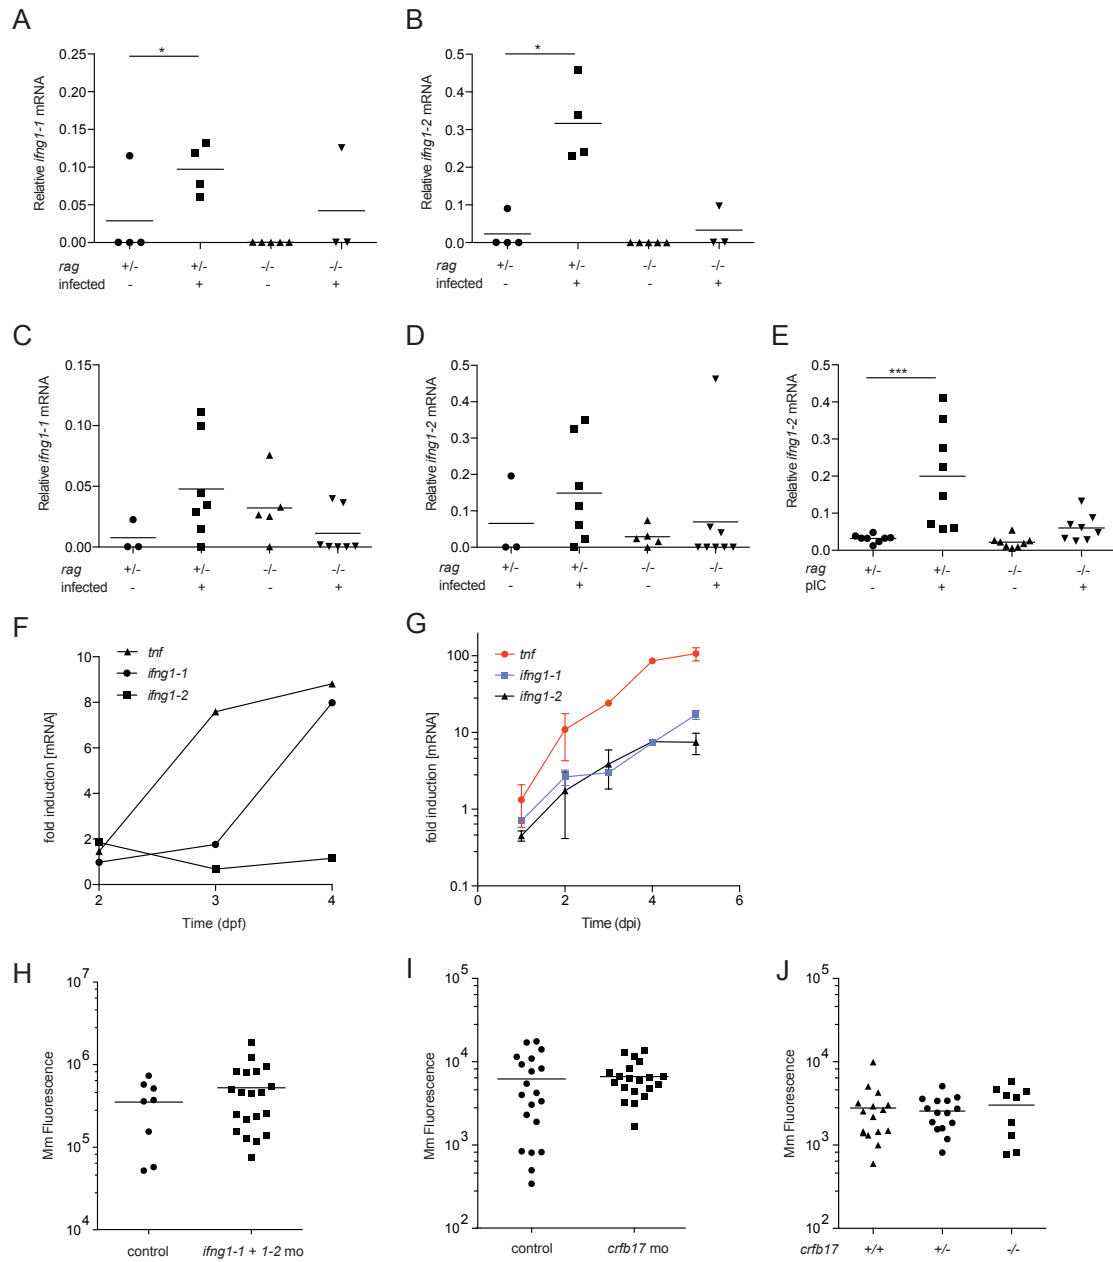 A
Relative ifng1-1 mRNA
0.25
0.20
0.15
0.10
0.05
0.00
*
rag +/- +/- -/- -/-
infected - + - +
B
Relative ifng1-2 mRNA
0.5
0.4
0.3
0.2
0.1
0.0
*
rag +/- +/- -/- -/-
infected - + - +
C
Relative ifng1-1 mRNA
0.15
0.10
0.05
0.00
rag +/- +/- -/- -/-
infected - + - +
D
Relative ifng1-2 mRNA
0.5
0.4
0.3
0.2
0.1
0.0
rag +/- +/- -/- -/-
infected - + - +
E
Relative ifng1-2 mRNA
0.5
0.4
0.3
0.2
0.1
0.0
***
rag +/- +/- -/- -/-
pIC - + - +
F
tnf
ifng1-1
ifng1-2
fold induction [mRNA]
10
8
6
4
2
0
2 3 4
Time (dpf)
G
tnf
ifng1-1
ifng1-2
fold induction [mRNA]
100
10
1
0.1
0 2 4 6
Time (dpi)
H
Mm Fluorescence
10^7
10^6
10^5
10^4
control ifng1-1 + 1-2 mo
I
Mm Fluorescence
10^5
10^4
10^3
10^2
control crfb17 mo
J
Mm Fluorescence
10^5
10^4
10^3
10^2
crfb17 +/+ +/- -/-